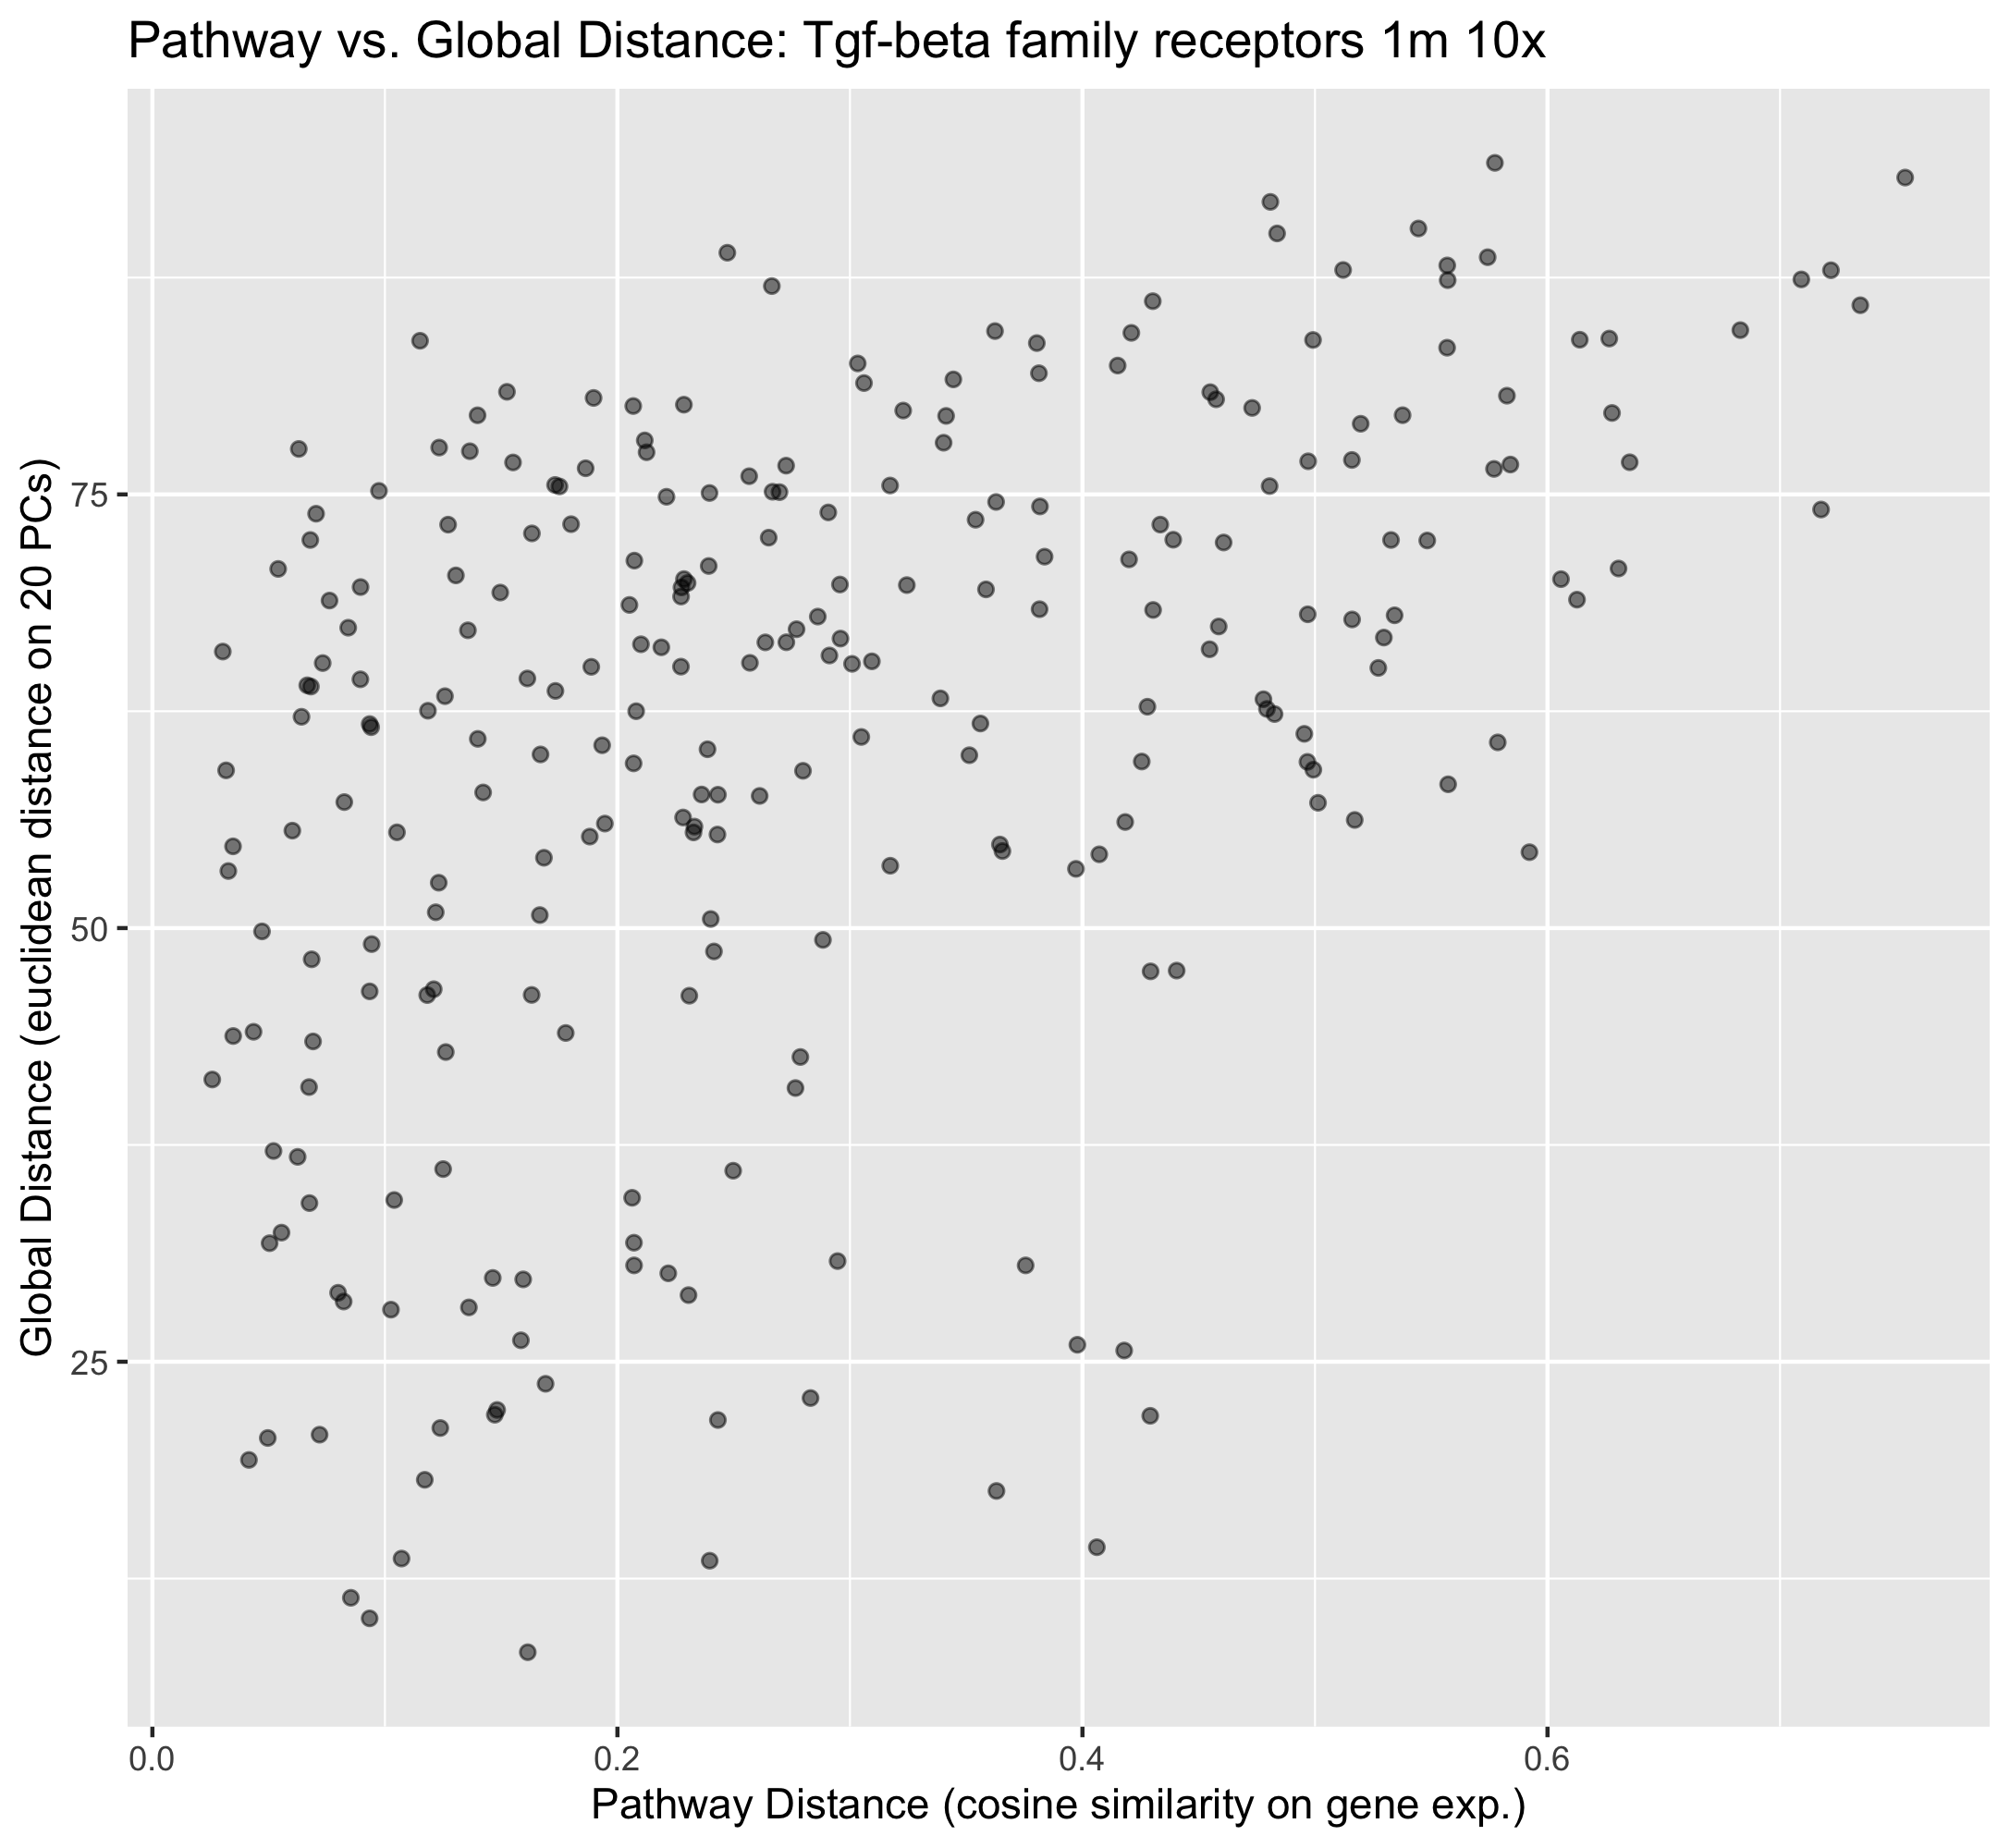 Pathway vs. Global Distance: Tgf-beta family receptors 1m 10x
Global Distance (euclidean distance on 20 PCs)
75
50
25
0.0
0.2
0.4
0.6
Pathway Distance (cosine similarity on gene exp.)